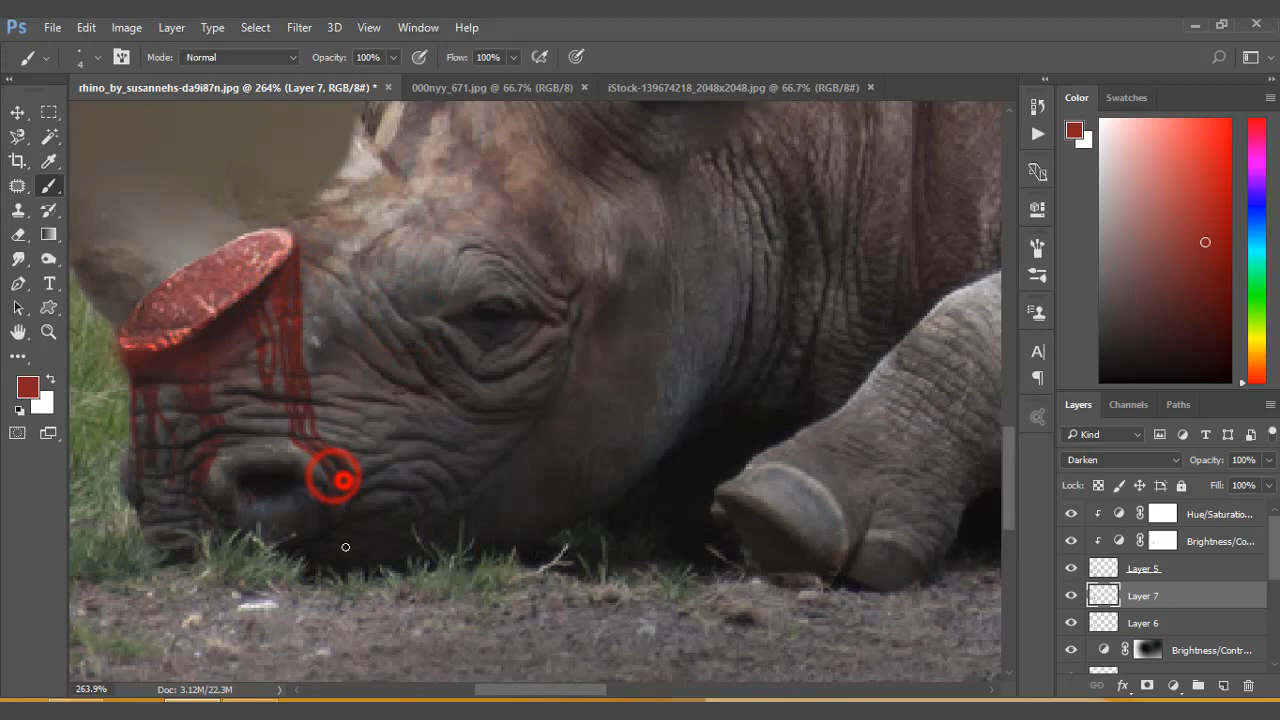 Ps File Edit Image Layer Type Select Filter 3D View Window Help
4 Mode: Normal Opacity: 100% Flow: 100%
rhino_by_susannehs-da9i87n.jpg @ 264% (Layer 7, RGB/8#) * 000nyy_671.jpg @ 66.7% (RGB/8) iStock-139674218_2048x2048.jpg @ 66.7% (RGB/8#)
Color Swatches
Layers Channels Paths
Kind
Darken Opacity: 100%
Lock: Fill: 100%
Hue/Saturatio...
Brightness/Co...
Layer 5
Layer 7
Layer 6
Brightness/Contr...
263.9% Doc: 3.12M/22.3M